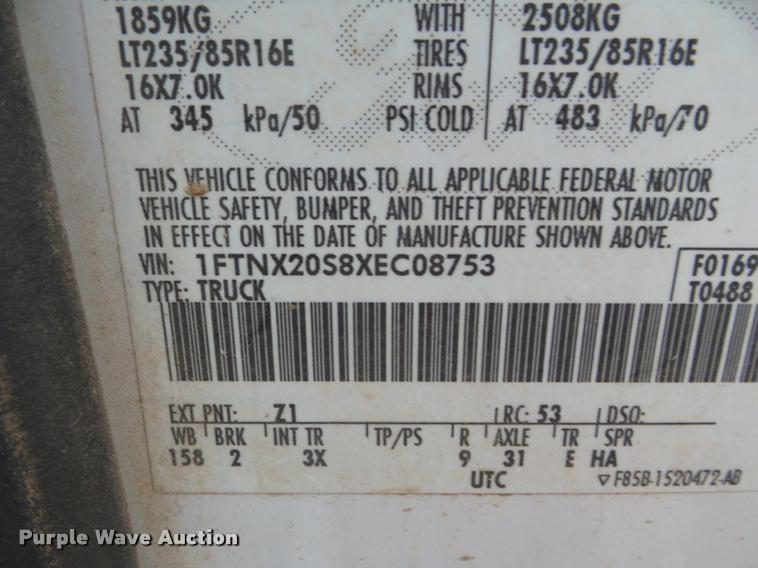 1859KG WITH 2508KG
LT235/85R16E TIRES LT235/85R16E
16X7.0K RIMS 16X7.0K
AT 345 kPa/50 PSI COLD AT 483 kPa/70
THIS VEHICLE CONFORMS TO ALL APPLICABLE FEDERAL MOTOR
VEHICLE SAFETY, BUMPER, AND THEFT PREVENTION STANDARDS
IN EFFECT ON THE DATE OF MANUFACTURE SHOWN ABOVE.
VIN: 1FTNX20S8XEC08753 F0169
TYPE: TRUCK T0488
EXT PNT: Z1 RC: 53 DSO:
WB BRK INT TR TP/PS R AXLE TR SPR
158 2 3X 9 31 E HA
UTC ▽ F85B-1520472-AB
Purple Wave Auction